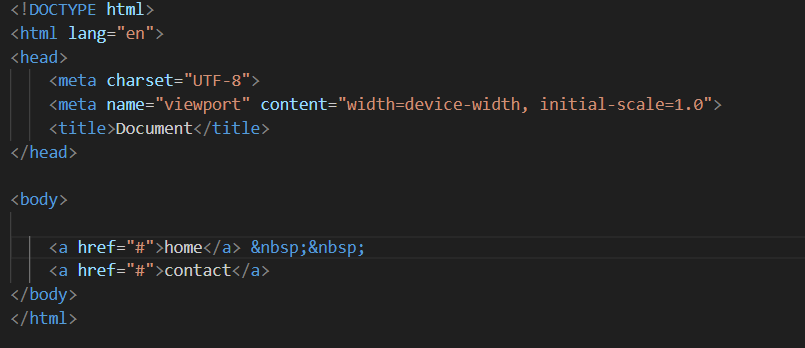 <!DOCTYPE html>
<html lang="en">
<head>
    <meta charset="UTF-8">
    <meta name="viewport" content="width=device-width, initial-scale=1.0">
    <title>Document</title>
</head>

<body>

    <a href="#">home</a> &nbsp;&nbsp;
    <a href="#">contact</a>
</body>
</html>